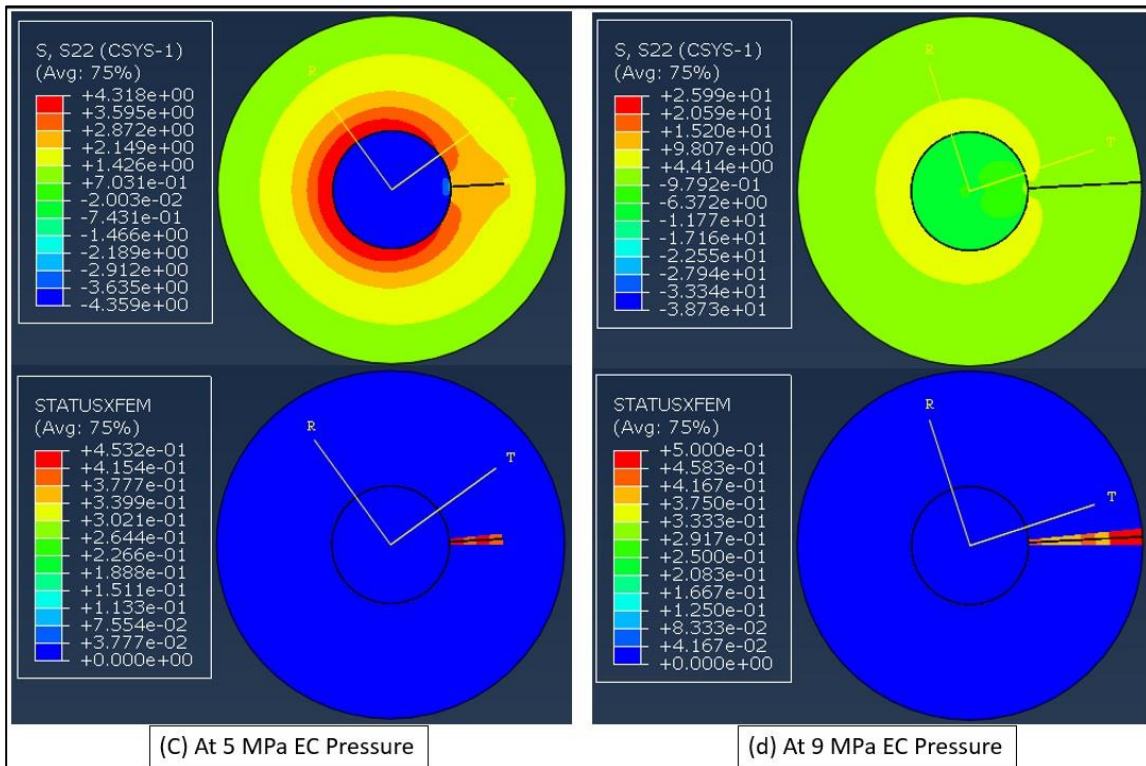 S, S22 (CSYS-1)
(Avg: 75%)
+4.318e+00
+3.595e+00
+2.872e+00
+2.149e+00
+1.426e+00
+7.031e-01
-2.003e-02
-7.431e-01
-1.466e+00
-2.189e+00
-2.912e+00
-3.635e+00
-4.359e+00
R
T
S, S22 (CSYS-1)
(Avg: 75%)
+2.599e+01
+2.059e+01
+1.520e+01
+9.807e+00
+4.414e+00
-9.792e-01
-6.372e+00
-1.177e+01
-1.716e+01
-2.255e+01
-2.794e+01
-3.334e+01
-3.873e+01
R
T
STATUSXFEM
(Avg: 75%)
+4.532e-01
+4.154e-01
+3.777e-01
+3.399e-01
+3.021e-01
+2.644e-01
+2.266e-01
+1.888e-01
+1.511e-01
+1.133e-01
+7.554e-02
+3.777e-02
+0.000e+00
R
T
STATUSXFEM
(Avg: 75%)
+5.000e-01
+4.583e-01
+4.167e-01
+3.750e-01
+3.333e-01
+2.917e-01
+2.500e-01
+2.083e-01
+1.667e-01
+1.250e-01
+8.333e-02
+4.167e-02
+0.000e+00
R
T
(C) At 5 MPa EC Pressure
(d) At 9 MPa EC Pressure